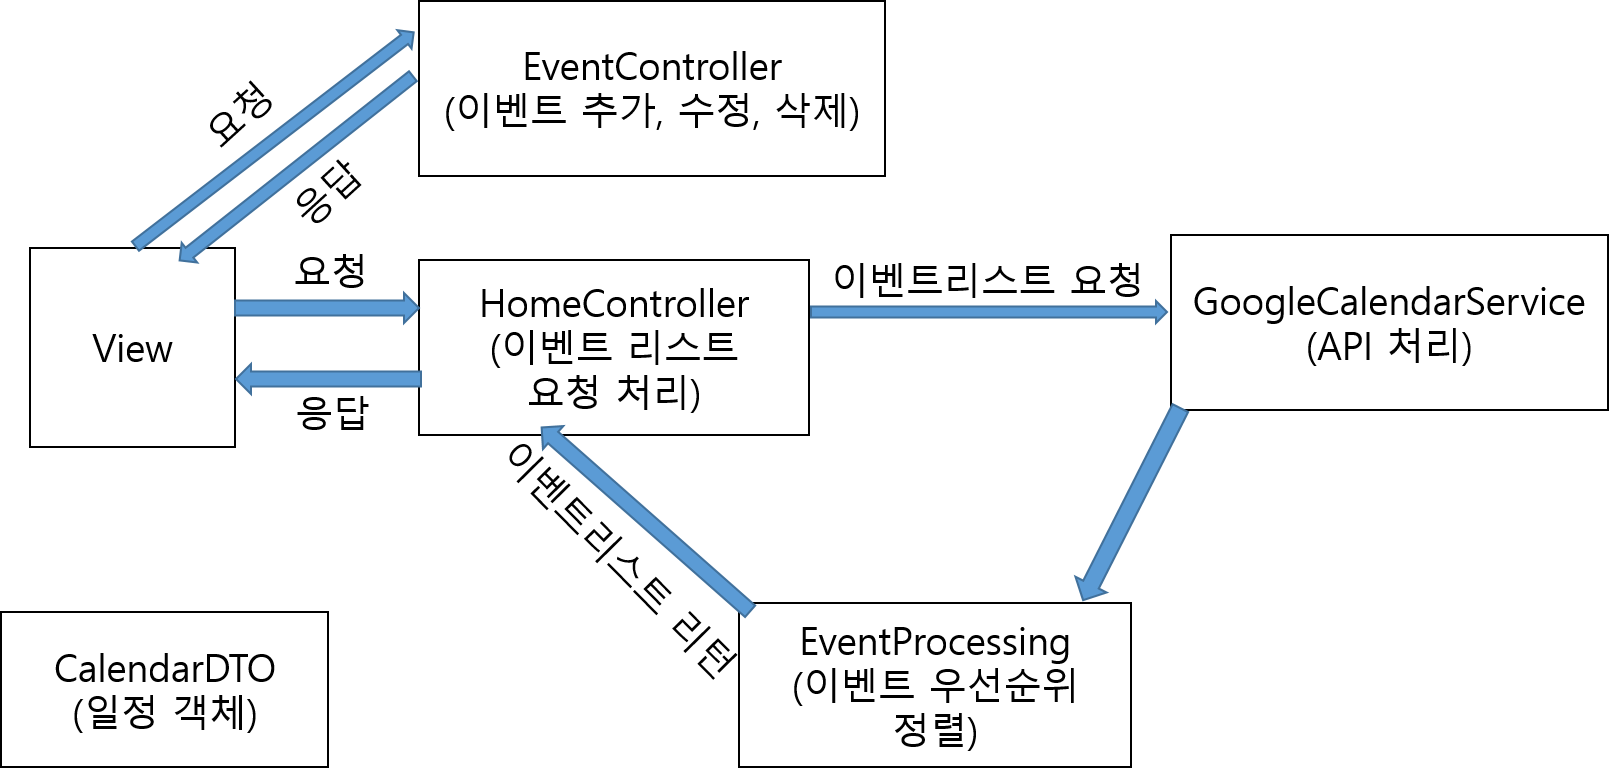 EventController
(이벤트 추가, 수정, 삭제)
요청
응답
View
요청
응답
HomeController
(이벤트 리스트
요청 처리)
이벤트리스트 요청
GoogleCalendarService
(API 처리)
이벤트리스트 리턴
EventProcessing
(이벤트 우선순위
정렬)
CalendarDTO
(일정 객체)